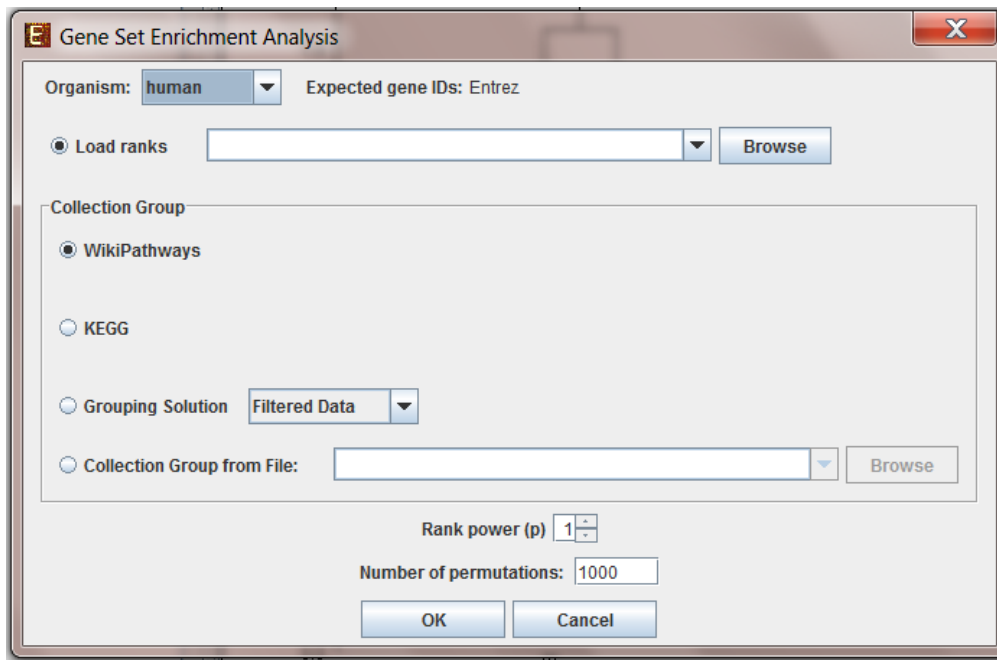 E Gene Set Enrichment Analysis X
Organism: human Expected gene IDs: Entrez
Load ranks Browse
Collection Group
WikiPathways
KEGG
Grouping Solution Filtered Data
Collection Group from File: Browse
Rank power (p) 1
Number of permutations: 1000
OK Cancel